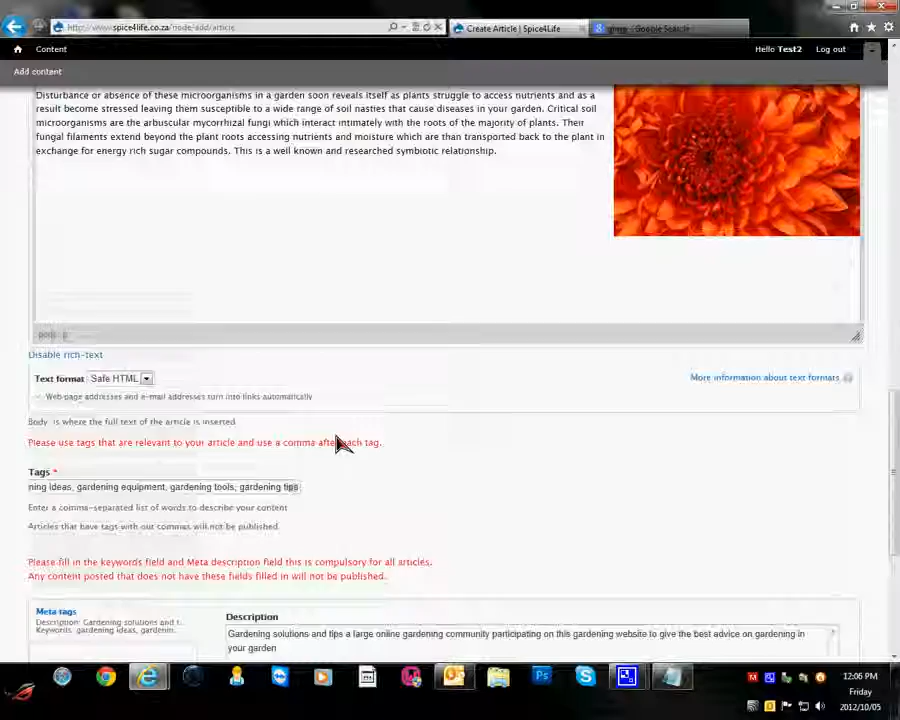 http://www.spice4life.co.za/node/add/article
Create Article | Spice4Life
Google Search
Content
Hello Test2
Log out
Add content
Disturbance or absence of these microorganisms in a garden soon reveals itself as plants struggle to access nutrients and as a
result become stressed leaving them susceptible to a wide range of soil nasties that cause diseases in your garden. Critical soil
microorganisms are the arbuscular mycorrhizal fungi which interact intimately with the roots of the majority of plants. Their
fungal filaments extend beyond the plant roots accessing nutrients and moisture which are than transported back to the plant in
exchange for energy rich sugar compounds. This is a well known and researched symbiotic relationship.
body p
Disable rich-text
Text format Safe HTML
More information about text formats
Web page addresses and e-mail addresses turn into links automatically
Body is where the full text of the article is inserted
Please use tags that are relevant to your article and use a comma after each tag.
Tags *
ning ideas, gardening equipment, gardening tools, gardening tips
Enter a comma-separated list of words to describe your content
Articles that have tags with out commas will not be published
Please fill in the keywords field and Meta description field this is compulsory for all articles.
Any content posted that does not have these fields filled in will not be published.
Meta tags
Description: Gardening solutions and t...
Keywords: gardening ideas, gardenin...
Description
Gardening solutions and tips a large online gardening community participating on this gardening website to give the best advice on gardening in
your garden
12:06 PM
Friday
2012/10/05